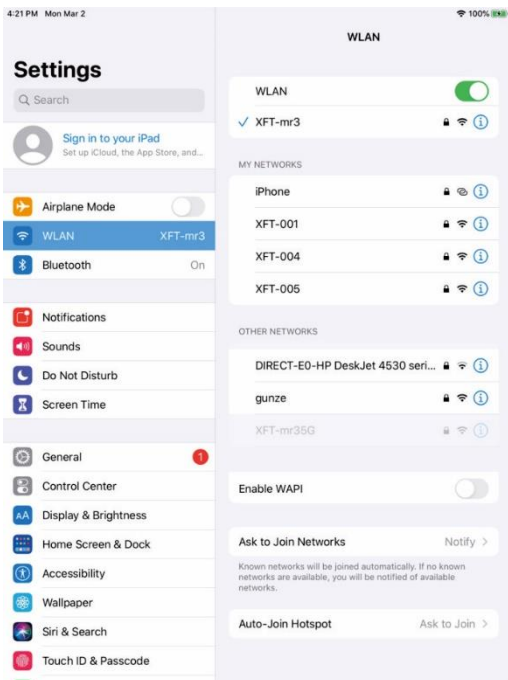 4:21 PM Mon Mar 2
100%
WLAN
Settings
Search
Sign in to your iPad
Set up iCloud, the App Store, and...
Airplane Mode
WLAN XFT-mr3
Bluetooth On
Notifications
Sounds
Do Not Disturb
Screen Time
General 1
Control Center
AA Display & Brightness
Home Screen & Dock
Accessibility
Wallpaper
Siri & Search
Touch ID & Passcode
WLAN
XFT-mr3
MY NETWORKS
iPhone
XFT-001
XFT-004
XFT-005
OTHER NETWORKS
DIRECT-E0-HP DeskJet 4530 seri...
gunze
XFT-mr35G
Enable WAPI
Ask to Join Networks Notify
Known networks will be joined automatically. If no known
networks are available, you will be notified of available
networks.
Auto-Join Hotspot Ask to Join